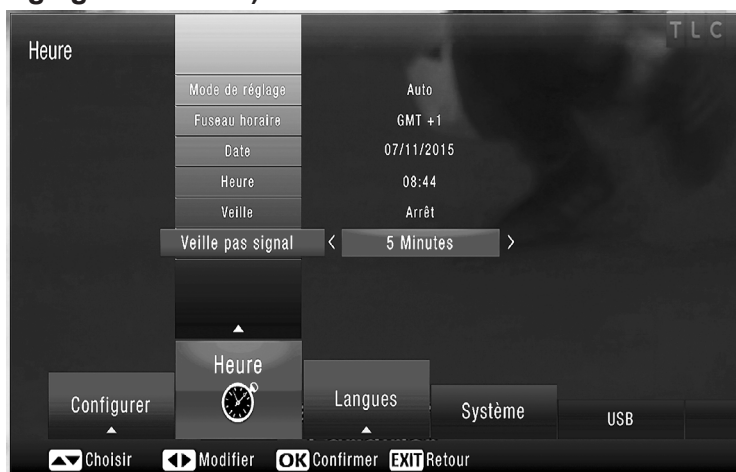 TLC
Heure
Mode de réglage Auto
Fuseau horaire GMT +1
Date 07/11/2015
Heure 08:44
Veille Arrêt
Veille pas signal < 5 Minutes >
Configurer Heure Langues Système USB
Choisir Modifier OK Confirmer EXIT Retour